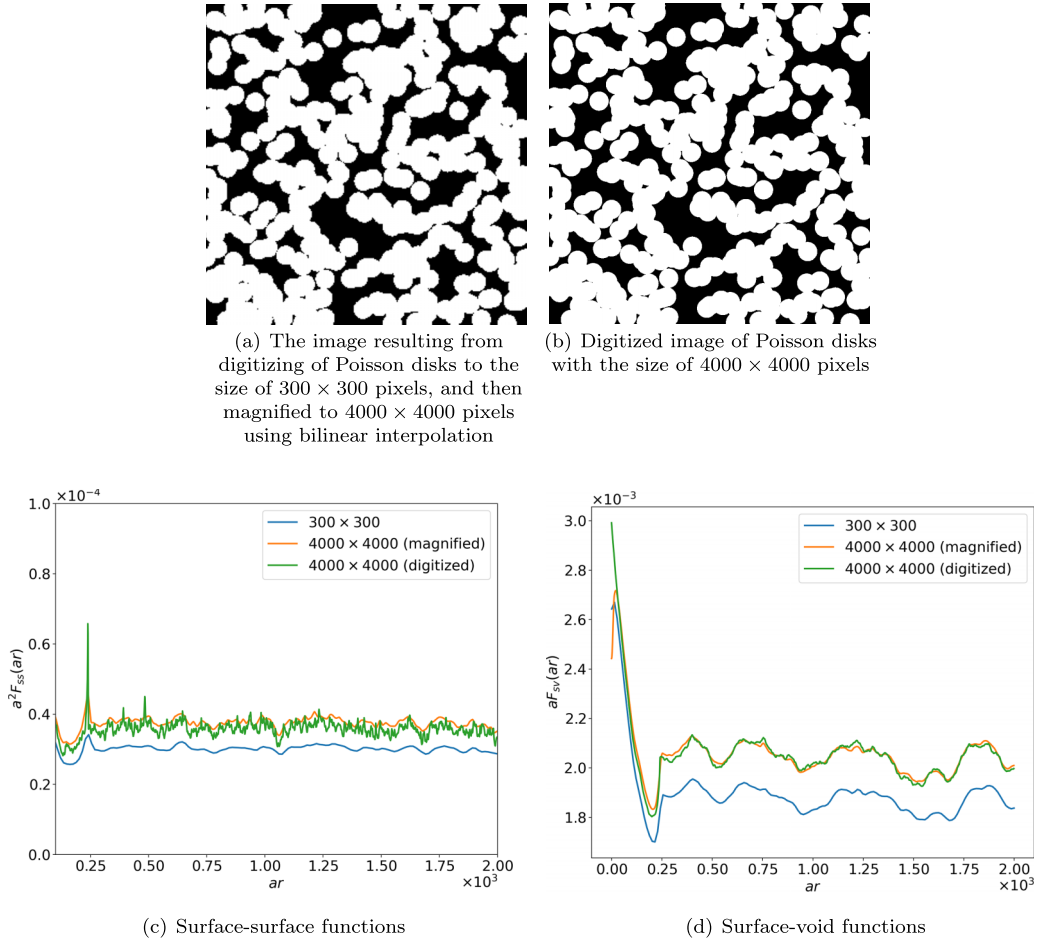 (a) The image resulting from
digitizing of Poisson disks to the
size of 300 × 300 pixels, and then
magnified to 4000 × 4000 pixels
using bilinear interpolation
(b) Digitized image of Poisson disks
with the size of 4000 × 4000 pixels
×10⁻⁴
1.0
0.8
0.6
0.4
0.2
0.0
a²Fss(ar)
300 × 300
4000 × 4000 (magnified)
4000 × 4000 (digitized)
0.25 0.50 0.75 1.00 1.25 1.50 1.75 2.00
ar
×10³
(c) Surface-surface functions
×10⁻³
3.0
2.8
2.6
2.4
2.2
2.0
1.8
aFsv(ar)
300 × 300
4000 × 4000 (magnified)
4000 × 4000 (digitized)
0.00 0.25 0.50 0.75 1.00 1.25 1.50 1.75 2.00
ar
×10³
(d) Surface-void functions